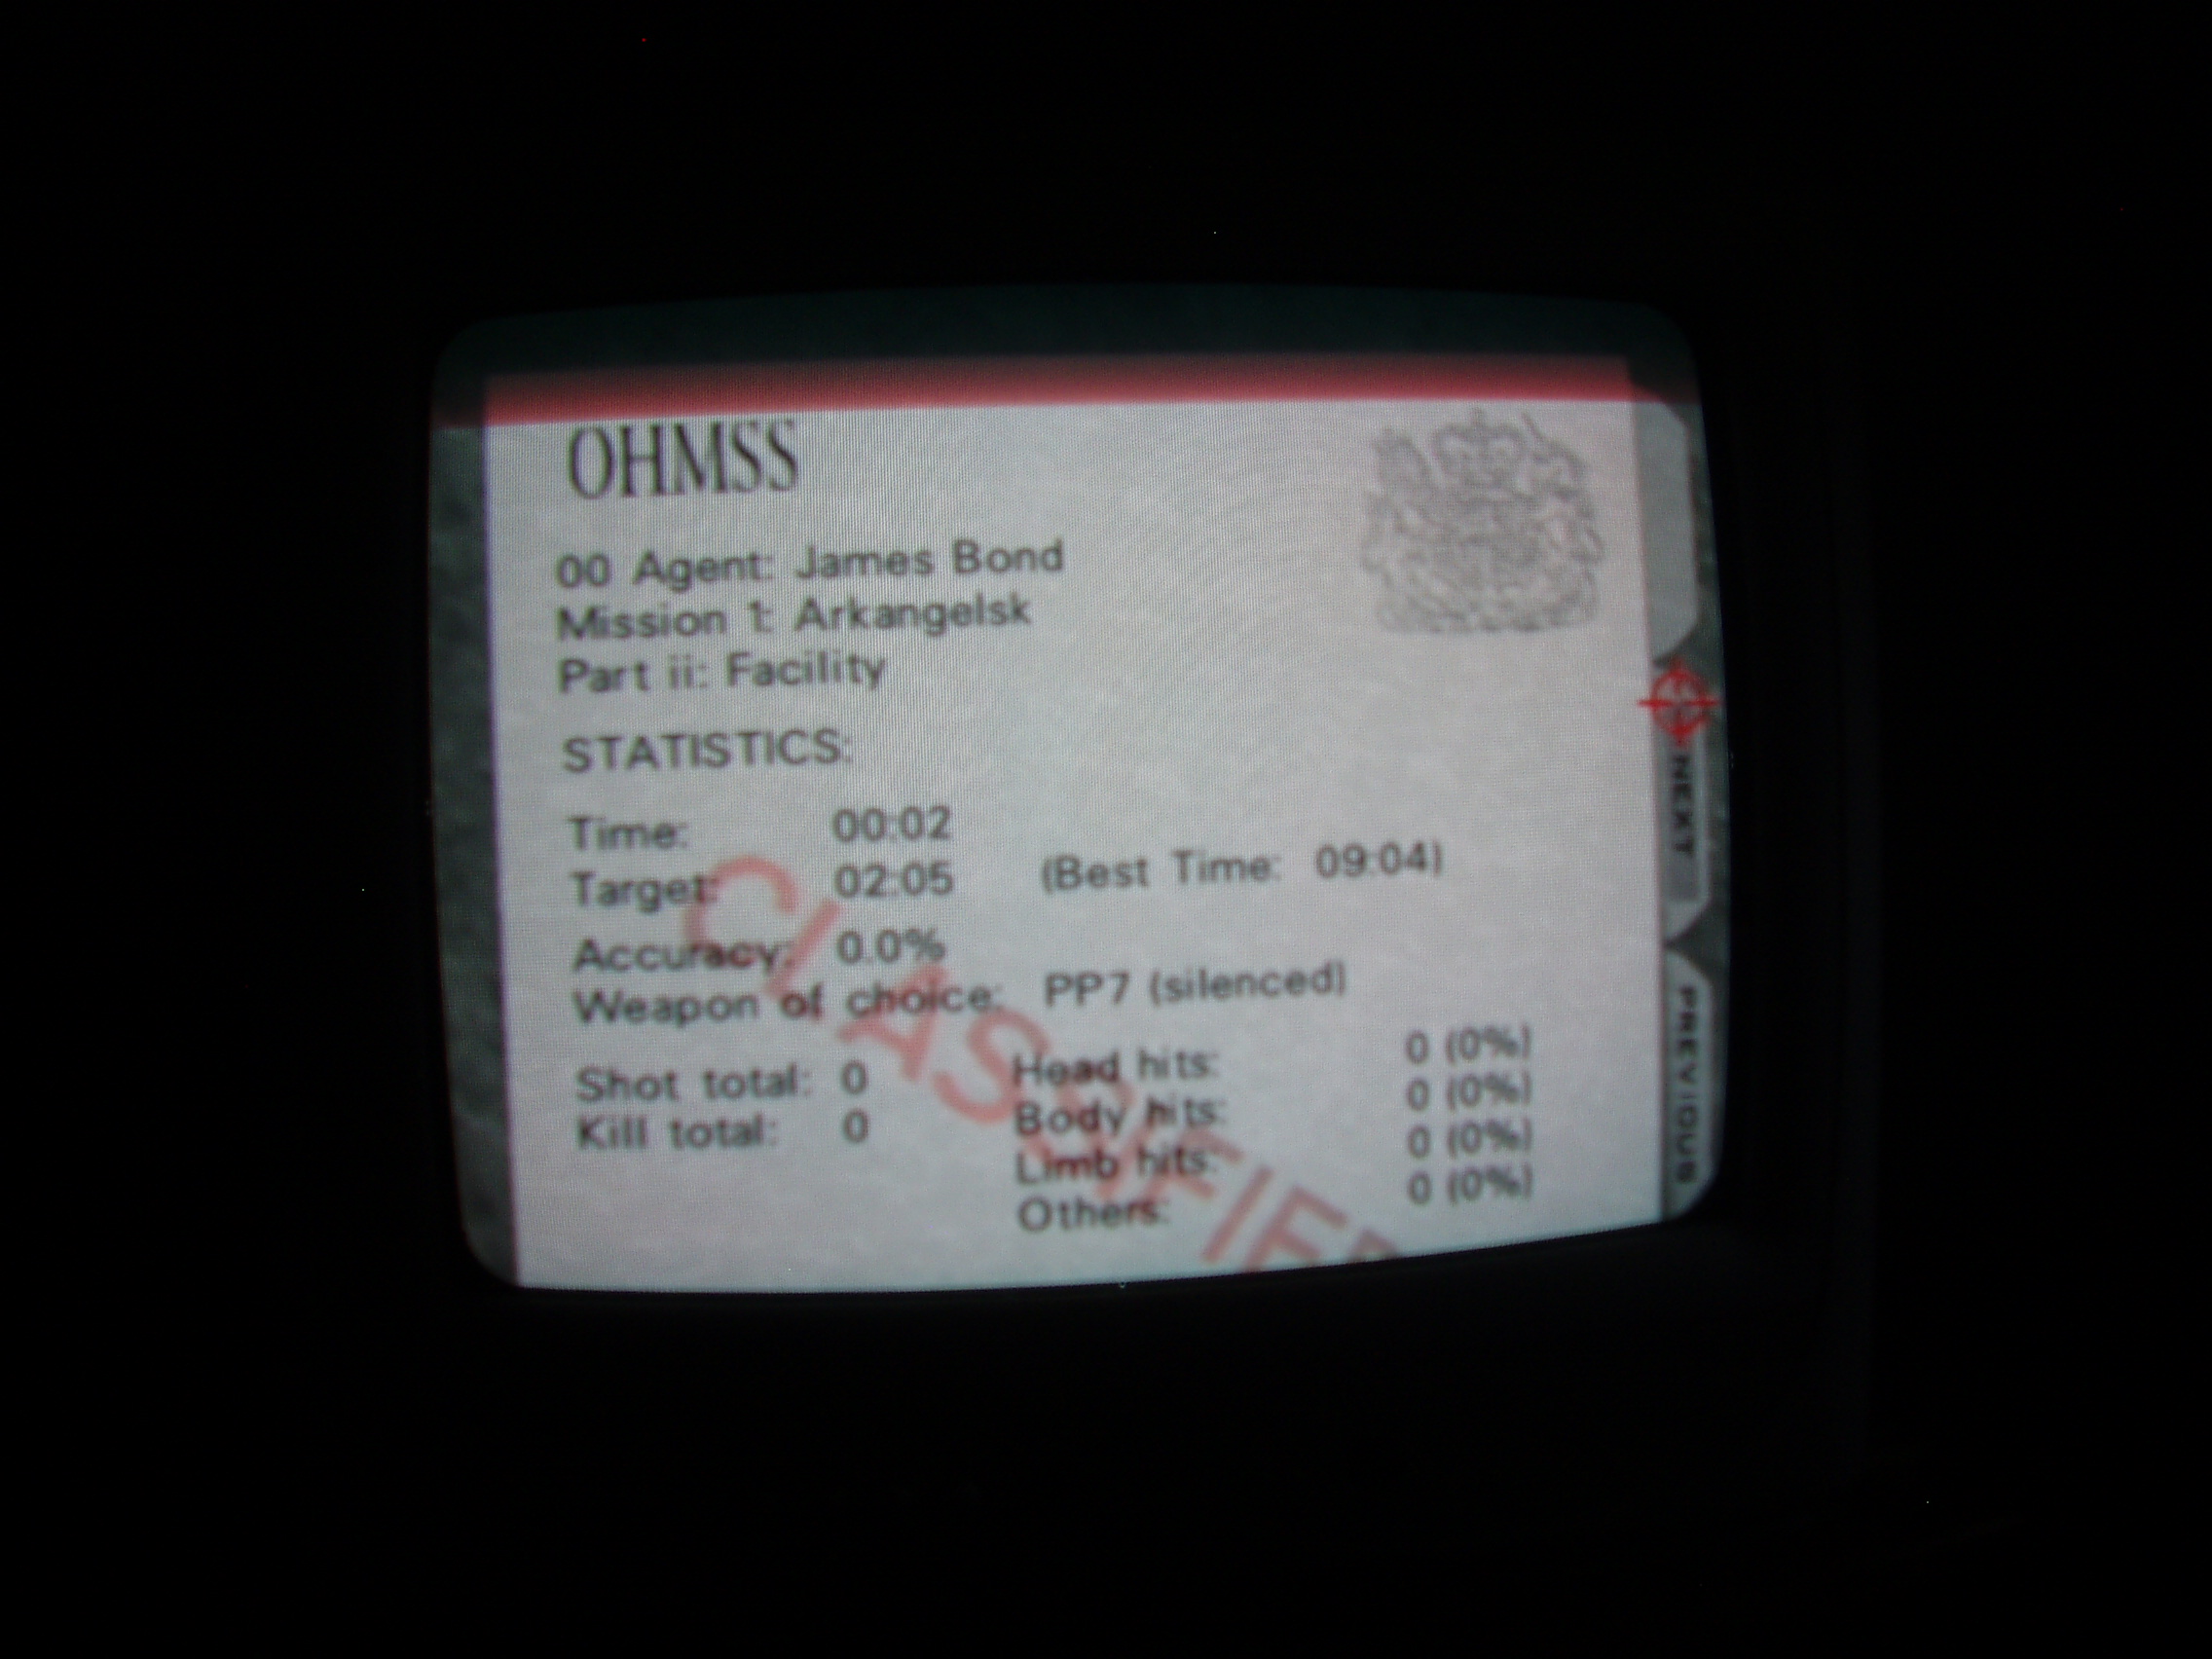 OHMSS
00 Agent: James Bond
Mission 1: Arkangelsk
Part ii: Facility
STATISTICS:
Time: 00:02
Target: 02:05 (Best Time: 09:04)
Accuracy: 0.0%
Weapon of choice: PP7 (silenced)
Shot total: 0
Kill total: 0
Head hits: 0 (0%)
Body hits: 0 (0%)
Limb hits: 0 (0%)
Others: 0 (0%)
CLASSIFIED
NEXT
PREVIOUS